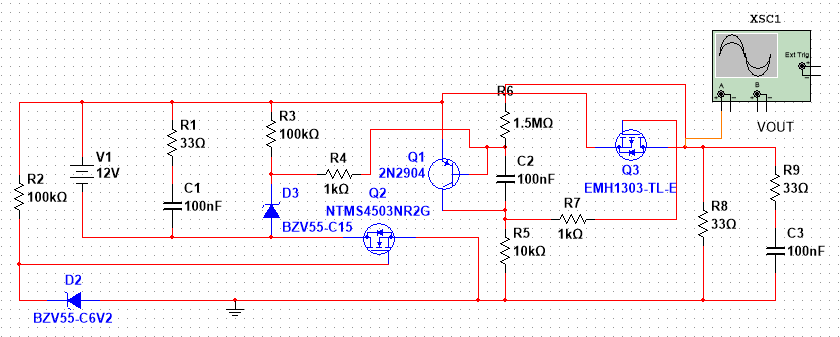 XSC1
Ext Trig
A
B
VOUT
R6
1.5MΩ
R1
33Ω
R3
100kΩ
V1
12V
R4
1kΩ
Q1
2N2904
C2
100nF
Q3
EMH1303-TL-E
R9
33Ω
R2
100kΩ
C1
100nF
D3
BZV55-C15
Q2
NTMS4503NR2G
R7
1kΩ
R8
33Ω
R5
10kΩ
C3
100nF
D2
BZV55-C6V2